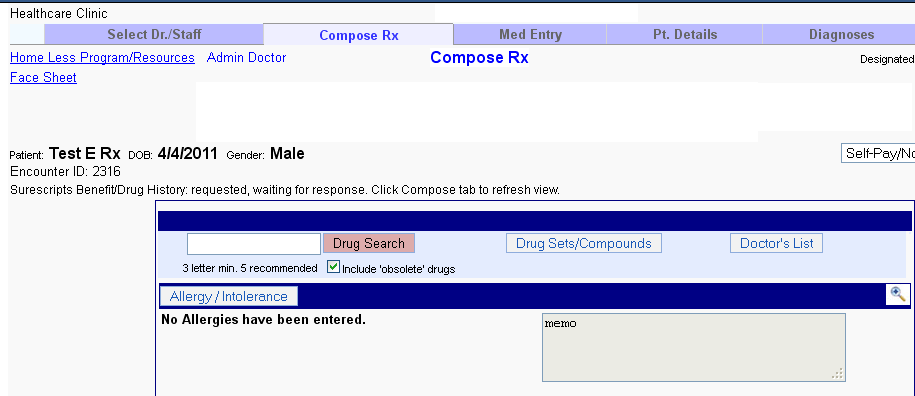 Healthcare Clinic
Select Dr./Staff Compose Rx Med Entry Pt. Details Diagnoses
Home Less Program/Resources Admin Doctor Compose Rx Designated
Face Sheet
Patient: Test E Rx DOB: 4/4/2011 Gender: Male Self-Pay/No
Encounter ID: 2316
Surescripts Benefit/Drug History: requested, waiting for response. Click Compose tab to refresh view.
Drug Search Drug Sets/Compounds Doctor's List
3 letter min. 5 recommended Include 'obsolete' drugs
Allergy / Intolerance
No Allergies have been entered. memo